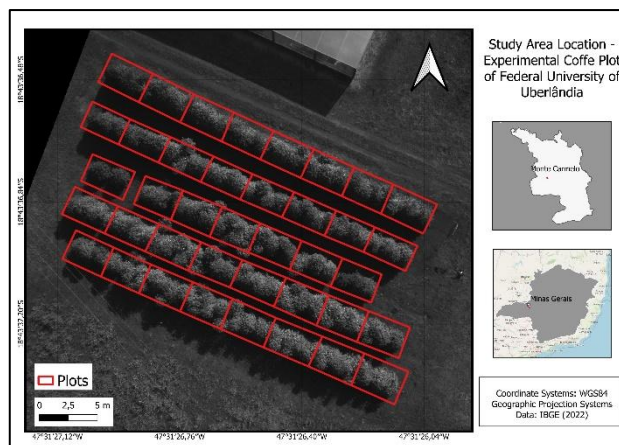 Study Area Location -
Experimental Coffe Plot
of Federal University of
Uberlândia
18°43'36,48"S
18°43'36,84"S
18°43'37,20"S
Monte Carmelo
Minas Gerais
Plots
0 2,5 5 m
47°31'27,12"W 47°31'26,76"W 47°31'26,40"W 47°31'26,04"W
Coordinate Systems: WGS84
Geographic Projection Systems
Data: IBGE (2022)